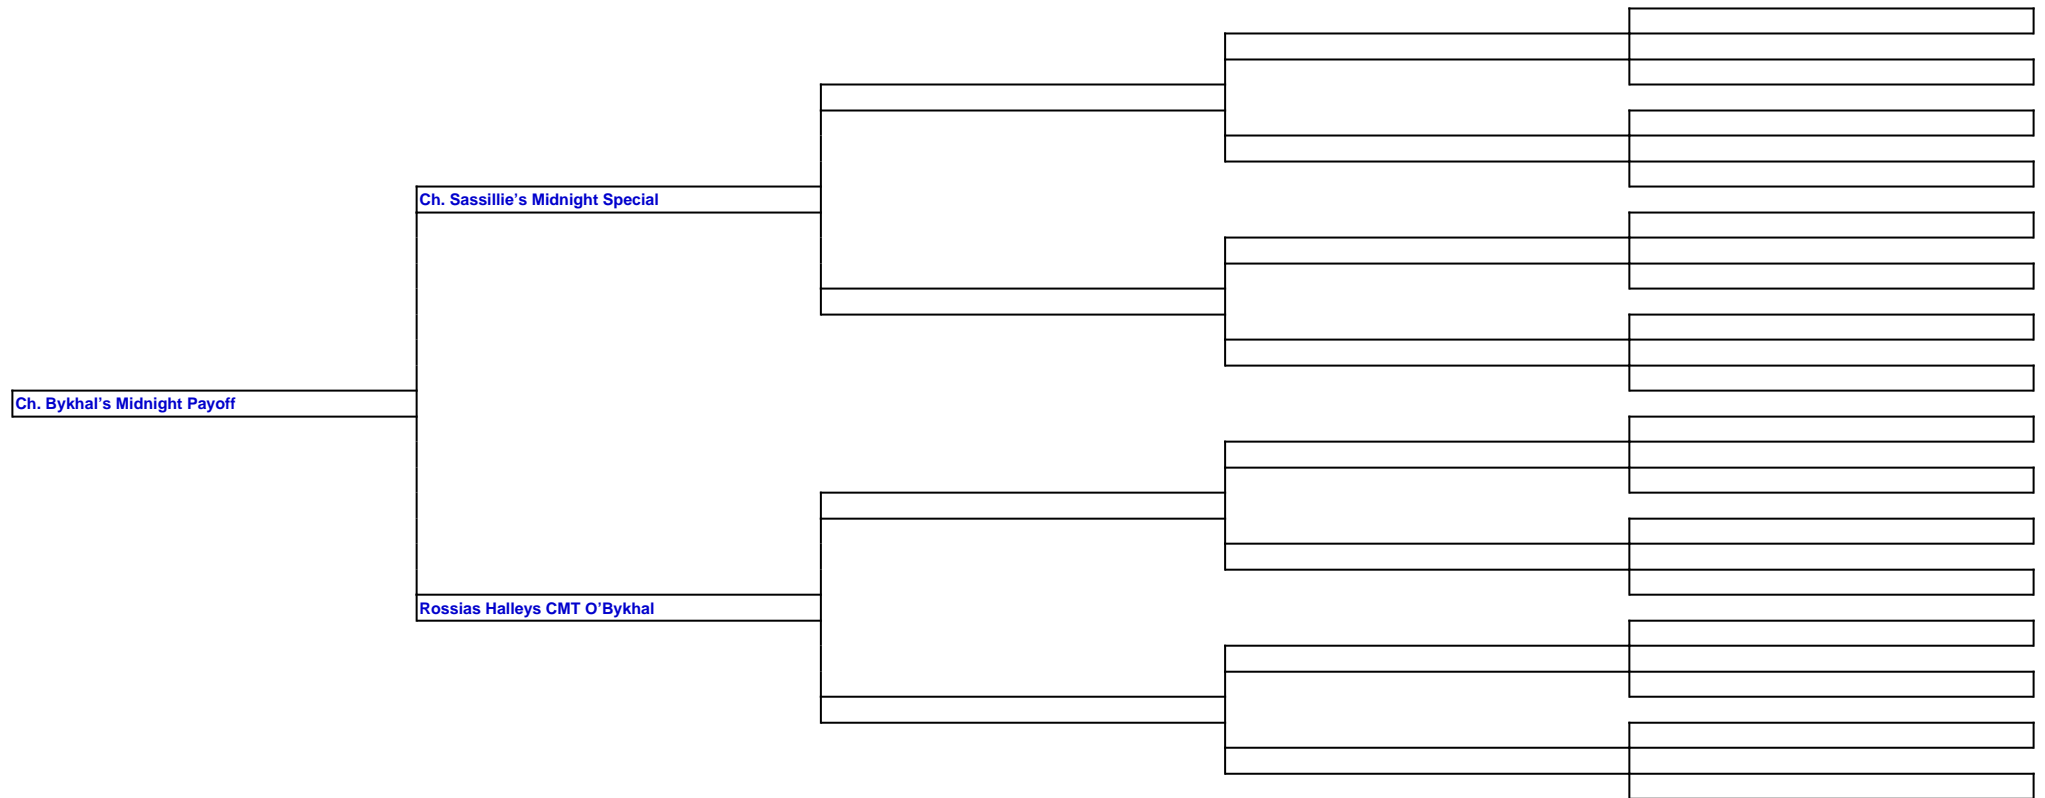 Ch. Sassillie’s Midnight Special
Ch. Bykhal’s Midnight Payoff
Rossias Halleys CMT O’Bykhal